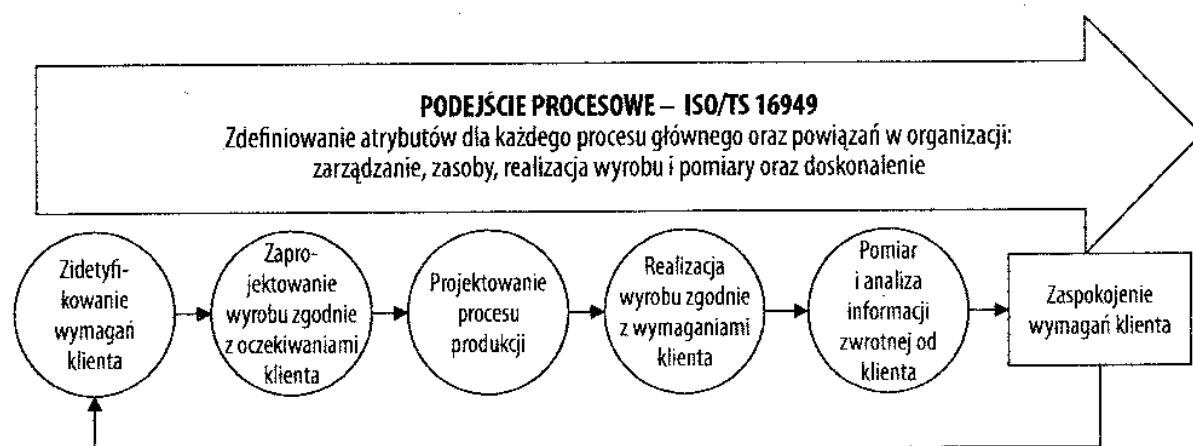 PODEJŚCIE PROCESOWE – ISO/TS 16949
Zdefiniowanie atrybutów dla każdego procesu głównego oraz powiązań w organizacji:
zarządzanie, zasoby, realizacja wyrobu i pomiary oraz doskonalenie
Zidetyfi-
kowanie
wymagań
klienta
Zapro-
jektowanie
wyrobu zgodnie
z oczekiwaniami
klienta
Projektowanie
procesu
produkcji
Realizacja
wyrobu zgodnie
z wymaganiami
klienta
Pomiar
i analiza
informacji
zwrotnej od
klienta
Zaspokojenie
wymagań klienta